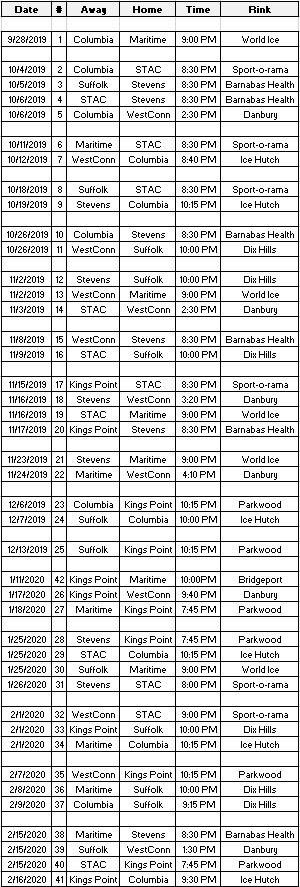 Date # Away Home Time Rink
9/28/2019 1 Columbia Maritime 9:00 PM World Ice
10/4/2019 2 Columbia STAC 8:30 PM Sport-o-rama
10/5/2019 3 Suffolk Stevens 8:30 PM Barnabas Health
10/6/2019 4 STAC Stevens 8:30 PM Barnabas Health
10/6/2019 5 Columbia WestConn 2:30 PM Danbury
10/11/2019 6 Maritime STAC 8:30 PM Sport-o-rama
10/12/2019 7 WestConn Columbia 8:40 PM Ice Hutch
10/18/2019 8 Suffolk STAC 8:30 PM Sport-o-rama
10/19/2019 9 Stevens Columbia 10:15 PM Ice Hutch
10/26/2019 10 Columbia Stevens 8:30 PM Barnabas Health
10/26/2019 11 WestConn Suffolk 10:00 PM Dix Hills
11/2/2019 12 Stevens Suffolk 10:00 PM Dix Hills
11/2/2019 13 WestConn Maritime 9:00 PM World Ice
11/3/2019 14 STAC WestConn 2:30 PM Danbury
11/8/2019 15 WestConn Stevens 8:30 PM Barnabas Health
11/9/2019 16 STAC Suffolk 10:00 PM Dix Hills
11/15/2019 17 Kings Point STAC 8:30 PM Sport-o-rama
11/16/2019 18 Stevens WestConn 3:20 PM Danbury
11/16/2019 19 STAC Maritime 9:00 PM World Ice
11/17/2019 20 Kings Point Stevens 8:30 PM Barnabas Health
11/23/2019 21 Stevens Maritime 9:00 PM World Ice
11/24/2019 22 Maritime WestConn 4:10 PM Danbury
12/6/2019 23 Columbia Kings Point 10:15 PM Parkwood
12/7/2019 24 Suffolk Columbia 10:00 PM Ice Hutch
12/13/2019 25 Suffolk Kings Point 10:15 PM Parkwood
1/11/2020 42 Kings Point Maritime 10:00PM Bridgeport
1/17/2020 26 Kings Point WestConn 9:40 PM Danbury
1/18/2020 27 Maritime Kings Point 7:45 PM Parkwood
1/25/2020 28 Stevens Kings Point 7:45 PM Parkwood
1/25/2020 29 STAC Columbia 10:15 PM Ice Hutch
1/25/2020 30 Suffolk Maritime 9:00 PM World Ice
1/26/2020 31 Stevens STAC 8:00 PM Sport-o-rama
2/1/2020 32 WestConn STAC 9:00 PM Sport-o-rama
2/1/2020 33 Kings Point Suffolk 10:00 PM Dix Hills
2/1/2020 34 Maritime Columbia 10:15 PM Ice Hutch
2/7/2020 35 WestConn Kings Point 10:15 PM Parkwood
2/8/2020 36 Maritime Suffolk 10:00 PM Dix Hills
2/9/2020 37 Columbia Suffolk 9:15 PM Dix Hills
2/15/2020 38 Maritime Stevens 8:30 PM Barnabas Health
2/15/2020 39 Suffolk WestConn 1:30 PM Danbury
2/15/2020 40 STAC Kings Point 7:45 PM Parkwood
2/16/2020 41 Kings Point Columbia 9:30 PM Ice Hutch